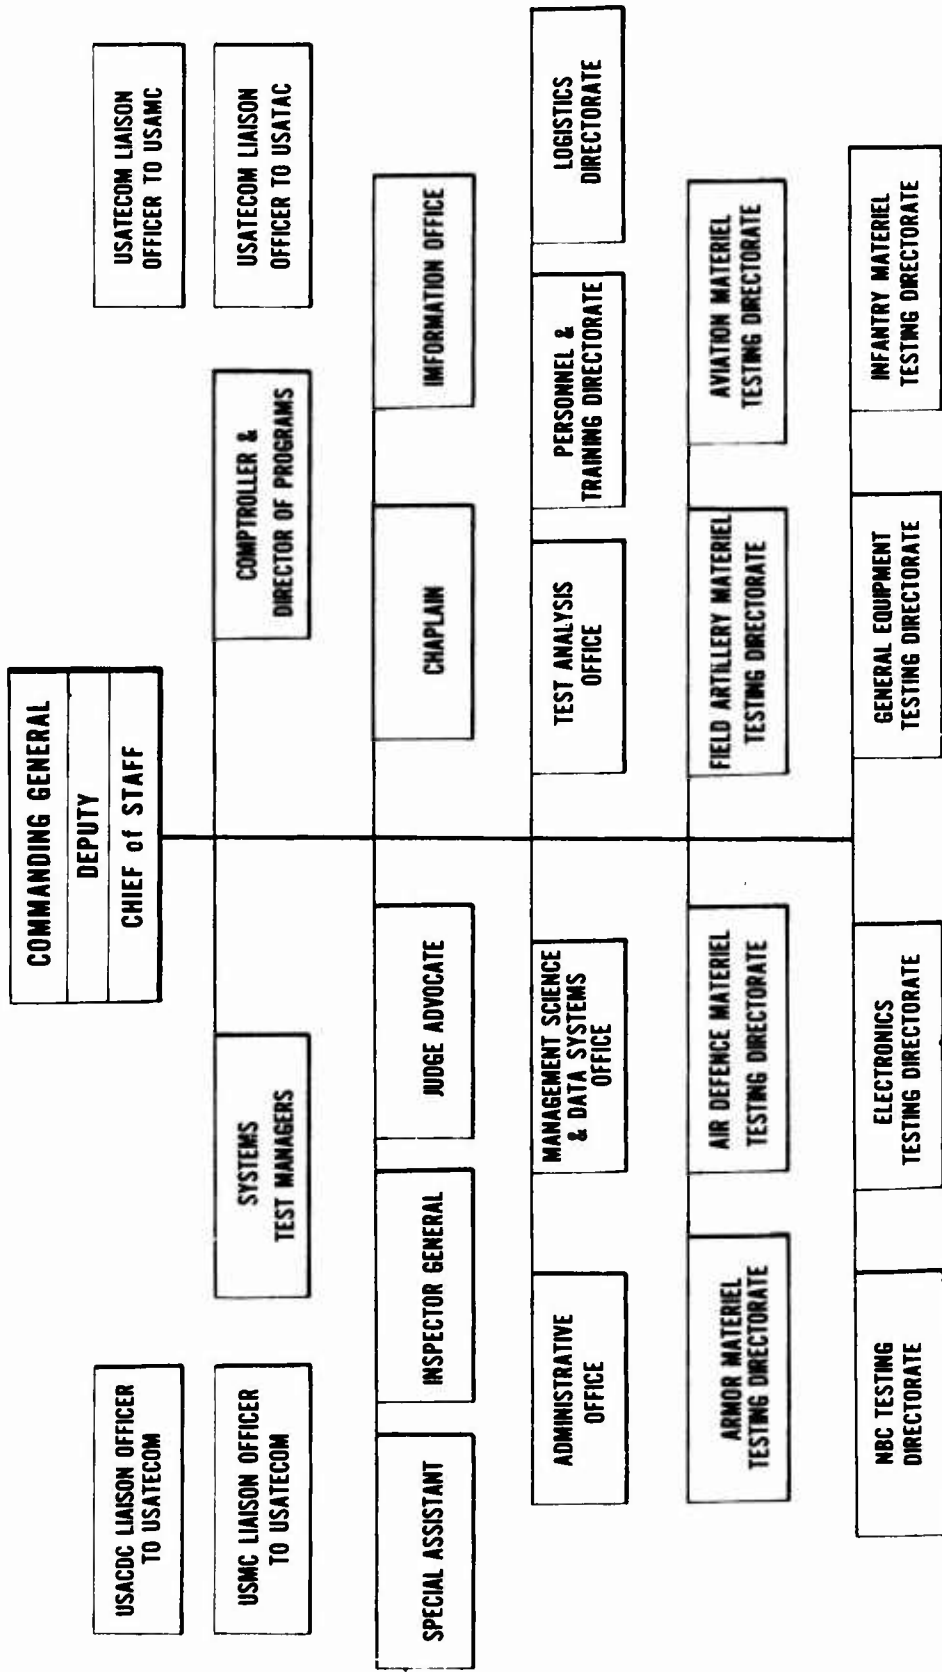 COMMANDING GENERAL
DEPUTY
CHIEF of STAFF
USACDC LIAISON OFFICER
TO USATECOM
USATECOM LIAISON
OFFICER TO USAMC
USMC LIAISON OFFICER
TO USATECOM
SYSTEMS
TEST MANAGERS
COMPTROLLER &
DIRECTOR OF PROGRAMS
USATECOM LIAISON
OFFICER TO USATAC
SPECIAL ASSISTANT
INSPECTOR GENERAL
JUDGE ADVOCATE
CHAPLAIN
IMFORMATION OFFICE
ADMINISTRATIVE
OFFICE
MANAGEMENT SCIENCE
& DATA SYSTEMS
OFFICE
TEST ANALYSIS
OFFICE
PERSONNEL &
TRAINING DIRECTORATE
LOGISTICS
DIRECTORATE
ARMOR MATERIEL
TESTING DIRECTORATE
AIR DEFENCE MATERIEL
TESTING DIRECTORATE
FIELD ARTILLERY MATERIEL
TESTING DIRECTORATE
AVIATION MATERIEL
TESTING DIRECTORATE
NBC TESTING
DIRECTORATE
ELECTRONICS
TESTING DIRECTORATE
GENERAL EQUIPMENT
TESTING DIRECTORATE
INFANTRY MATERIEL
TESTING DIRECTORATE